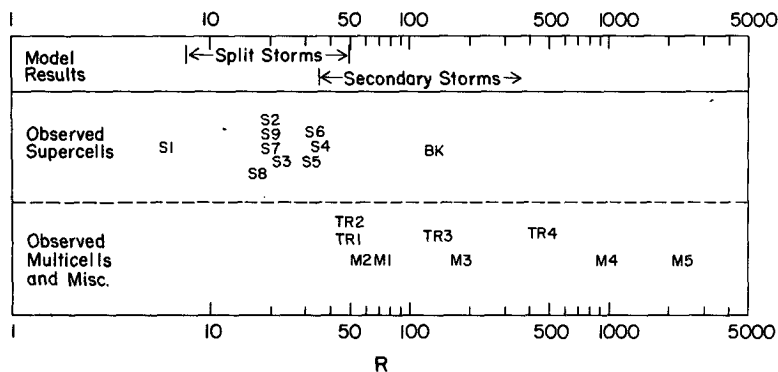 1 10 50 100 500 1000 5000
Model Results
Split Storms
Secondary Storms
Observed Supercells
S1
S2
S9
S7
S3
S8
S6
S4
S5
BK
Observed Multicells and Misc.
TR2
TR1
TR3
TR4
M2 M1 M3 M4 M5
1 10 50 100 500 1000 5000
R